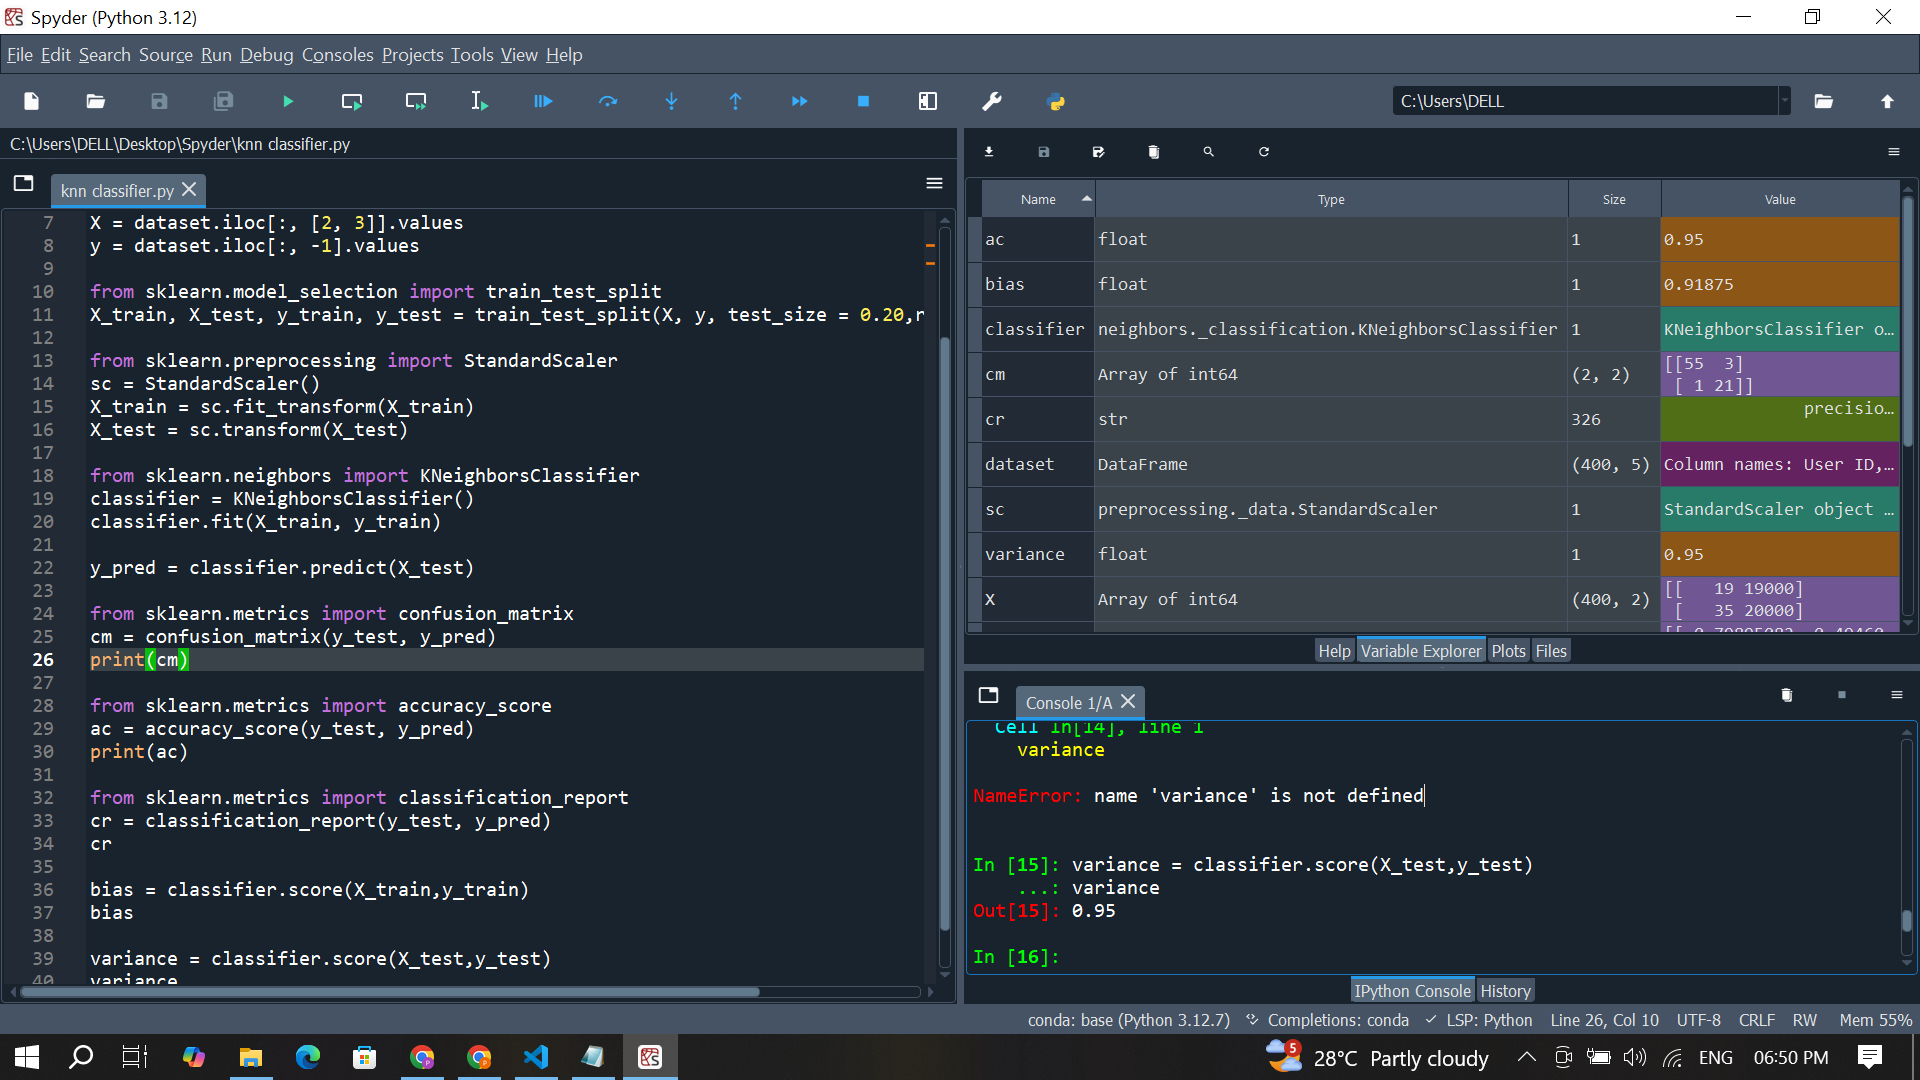 Spyder (Python 3.12)
File Edit Search Source Run Debug Consoles Projects Tools View Help
C:\Users\DELL
C:\Users\DELL\Desktop\Spyder\knn classifier.py
knn classifier.py
7 X = dataset.iloc[:, [2, 3]].values
8 y = dataset.iloc[:, -1].values
9
10 from sklearn.model_selection import train_test_split
11 X_train, X_test, y_train, y_test = train_test_split(X, y, test_size = 0.20,r
12
13 from sklearn.preprocessing import StandardScaler
14 sc = StandardScaler()
15 X_train = sc.fit_transform(X_train)
16 X_test = sc.transform(X_test)
17
18 from sklearn.neighbors import KNeighborsClassifier
19 classifier = KNeighborsClassifier()
20 classifier.fit(X_train, y_train)
21
22 y_pred = classifier.predict(X_test)
23
24 from sklearn.metrics import confusion_matrix
25 cm = confusion_matrix(y_test, y_pred)
26 print(cm)
27
28 from sklearn.metrics import accuracy_score
29 ac = accuracy_score(y_test, y_pred)
30 print(ac)
31
32 from sklearn.metrics import classification_report
33 cr = classification_report(y_test, y_pred)
34 cr
35
36 bias = classifier.score(X_train,y_train)
37 bias
38
39 variance = classifier.score(X_test,y_test)
40 variance
Name Type Size Value
ac float 1 0.95
bias float 1 0.91875
classifier neighbors._classification.KNeighborsClassifier 1 KNeighborsClassifier o…
cm Array of int64 (2, 2) [[55 3]
[ 1 21]]
cr str 326 precisio…
dataset DataFrame (400, 5) Column names: User ID,…
sc preprocessing._data.StandardScaler 1 StandardScaler object …
variance float 1 0.95
X Array of int64 (400, 2) [[ 19 19000]
[ 35 20000]
Help Variable Explorer Plots Files
Console 1/A
Cell In[14], line 1
variance
NameError: name 'variance' is not defined
In [15]: variance = classifier.score(X_test,y_test)
...: variance
Out[15]: 0.95
In [16]:
IPython Console History
conda: base (Python 3.12.7) Completions: conda LSP: Python Line 26, Col 10 UTF-8 CRLF RW Mem 55%
5 28°C Partly cloudy ENG 06:50 PM